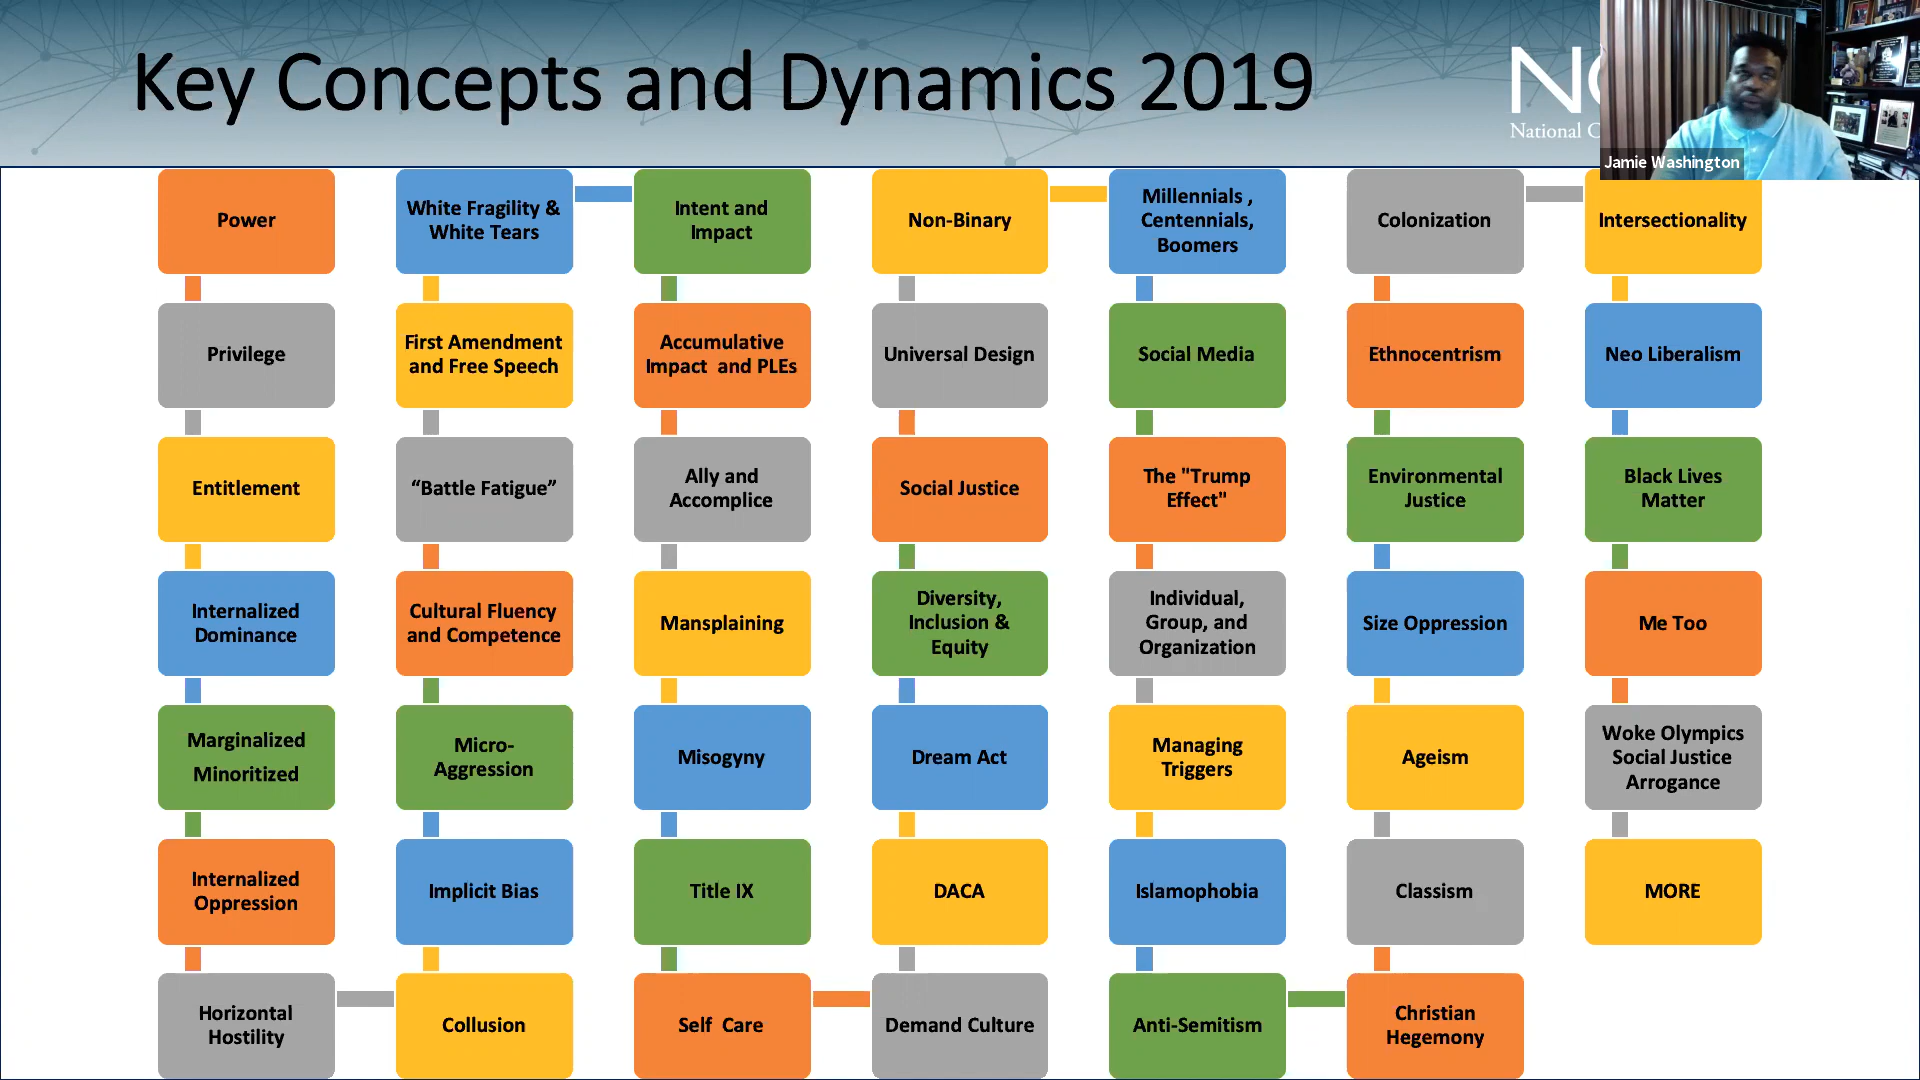 Key Concepts and Dynamics 2019
National
Jamie Washington
Power
Privilege
Entitlement
Internalized
Dominance
Marginalized
Minoritized
Internalized
Oppression
Horizontal
Hostility
White Fragility &
White Tears
First Amendment
and Free Speech
“Battle Fatigue”
Cultural Fluency
and Competence
Micro-
Aggression
Implicit Bias
Collusion
Intent and
Impact
Accumulative
Impact and PLEs
Ally and
Accomplice
Mansplaining
Misogyny
Title IX
Self Care
Non-Binary
Universal Design
Social Justice
Diversity,
Inclusion &
Equity
Dream Act
DACA
Demand Culture
Millennials ,
Centennials,
Boomers
Social Media
The "Trump
Effect"
Individual,
Group, and
Organization
Managing
Triggers
Islamophobia
Anti-Semitism
Colonization
Ethnocentrism
Environmental
Justice
Size Oppression
Ageism
Classism
Christian
Hegemony
Intersectionality
Neo Liberalism
Black Lives
Matter
Me Too
Woke Olympics
Social Justice
Arrogance
MORE